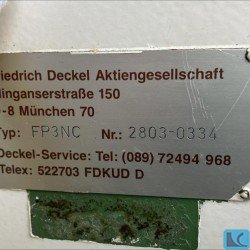 riedrich Deckel Aktiengesellschaft
linganserstraße 150
-8 München 70
Typ: FP3NC Nr.: 2803-0334
Deckel-Service: Tel: (089) 72494 968
Telex: 522703 FDKUD D